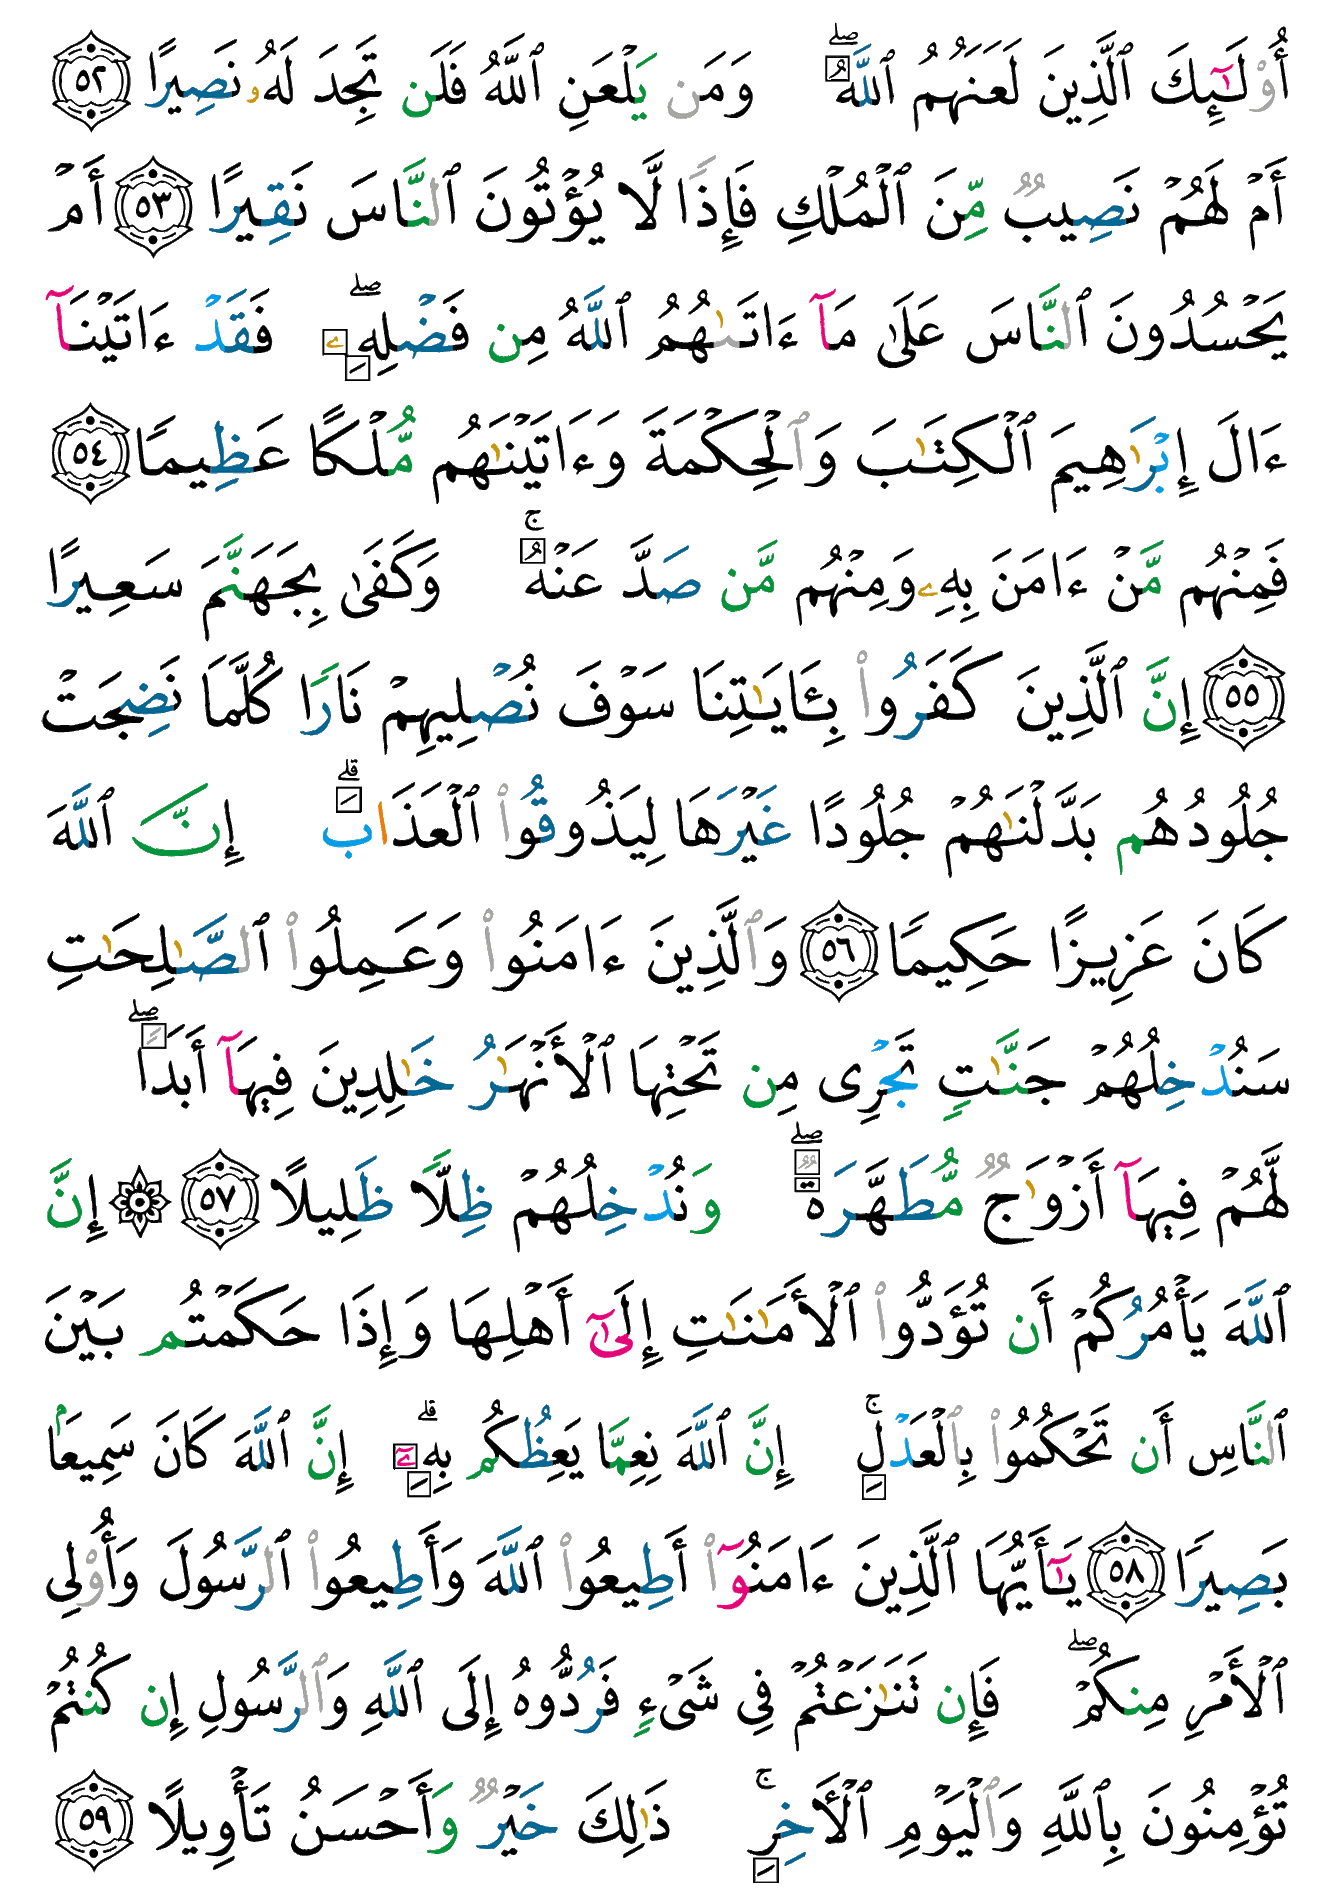 أُوْلَـٰٓئِكَ ٱلَّذِينَ لَعَنَهُمُ ٱللَّهُۖ وَمَن يَلْعَنِ ٱللَّهُ فَلَن تَجِدَ لَهُۥ نَصِيرًا ٥٢
أَمْ لَهُمْ نَصِيبٌ مِّنَ ٱلْمُلْكِ فَإِذًا لَّا يُؤْتُونَ ٱلنَّاسَ نَقِيرًا ٥٣ أَمْ
يَحْسُدُونَ ٱلنَّاسَ عَلَىٰ مَآ ءَاتَىٰهُمُ ٱللَّهُ مِن فَضْلِهِۦۖ فَقَدْ ءَاتَيْنَآ
ءَالَ إِبْرَٰهِيمَ ٱلْكِتَـٰبَ وَٱلْحِكْمَةَ وَءَاتَيْنَـٰهُم مُّلْكًا عَظِيمًا ٥٤
فَمِنْهُم مَّنْ ءَامَنَ بِهِۦ وَمِنْهُم مَّن صَدَّ عَنْهُۚ وَكَفَىٰ بِجَهَنَّمَ سَعِيرًا
٥٥ إِنَّ ٱلَّذِينَ كَفَرُوا۟ بِـَٔايَـٰتِنَا سَوْفَ نُصْلِيهِمْ نَارًا كُلَّمَا نَضِجَتْ
جُلُودُهُم بَدَّلْنَـٰهُمْ جُلُودًا غَيْرَهَا لِيَذُوقُوا۟ ٱلْعَذَابَۗ إِنَّ ٱللَّهَ
كَانَ عَزِيزًا حَكِيمًا ٥٦ وَٱلَّذِينَ ءَامَنُوا۟ وَعَمِلُوا۟ ٱلصَّـٰلِحَـٰتِ
سَنُدْخِلُهُمْ جَنَّـٰتٍ تَجْرِى مِن تَحْتِهَا ٱلْأَنْهَـٰرُ خَـٰلِدِينَ فِيهَآ أَبَدًاۖ
لَّهُمْ فِيهَآ أَزْوَٰجٌ مُّطَهَّرَةٌۖ وَنُدْخِلُهُمْ ظِلًّا ظَلِيلًا ٥٧ ۞ إِنَّ
ٱللَّهَ يَأْمُرُكُمْ أَن تُؤَدُّوا۟ ٱلْأَمَـٰنَـٰتِ إِلَىٰٓ أَهْلِهَا وَإِذَا حَكَمْتُم بَيْنَ
ٱلنَّاسِ أَن تَحْكُمُوا۟ بِٱلْعَدْلِۚ إِنَّ ٱللَّهَ نِعِمَّا يَعِظُكُم بِهِۦٓۗ إِنَّ ٱللَّهَ كَانَ سَمِيعَۢا
بَصِيرًا ٥٨ يَـٰٓأَيُّهَا ٱلَّذِينَ ءَامَنُوٓا۟ أَطِيعُوا۟ ٱللَّهَ وَأَطِيعُوا۟ ٱلرَّسُولَ وَأُوْلِى
ٱلْأَمْرِ مِنكُمْۖ فَإِن تَنَـٰزَعْتُمْ فِى شَىْءٍ فَرُدُّوهُ إِلَى ٱللَّهِ وَٱلرَّسُولِ إِن كُنتُمْ
تُؤْمِنُونَ بِٱللَّهِ وَٱلْيَوْمِ ٱلْأَخِرِۚ ذَٰلِكَ خَيْرٌ وَأَحْسَنُ تَأْوِيلًا ٥٩